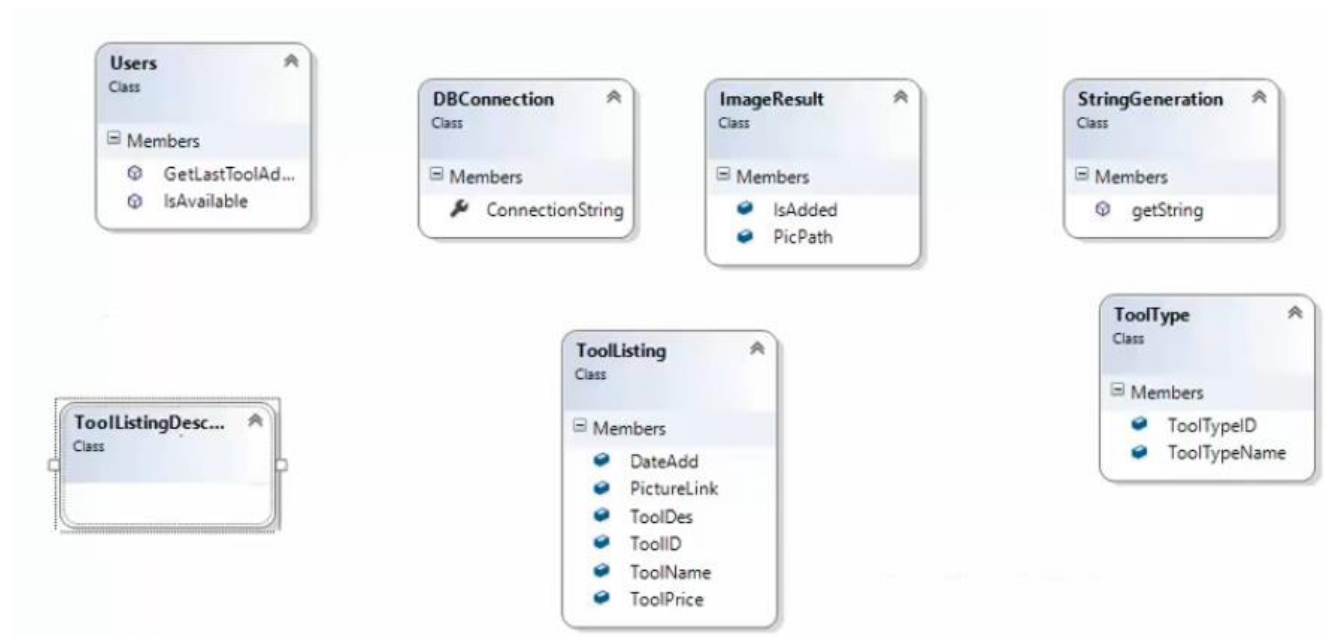 Users
Class
Members
GetLastToolAd...
IsAvailable
DBConnection
Class
Members
ConnectionString
ImageResult
Class
Members
IsAdded
PicPath
StringGeneration
Class
Members
getString
ToolListingDesc...
Class
ToolListing
Class
Members
DateAdd
PictureLink
ToolDes
ToolID
ToolName
ToolPrice
ToolType
Class
Members
ToolTypeID
ToolTypeName